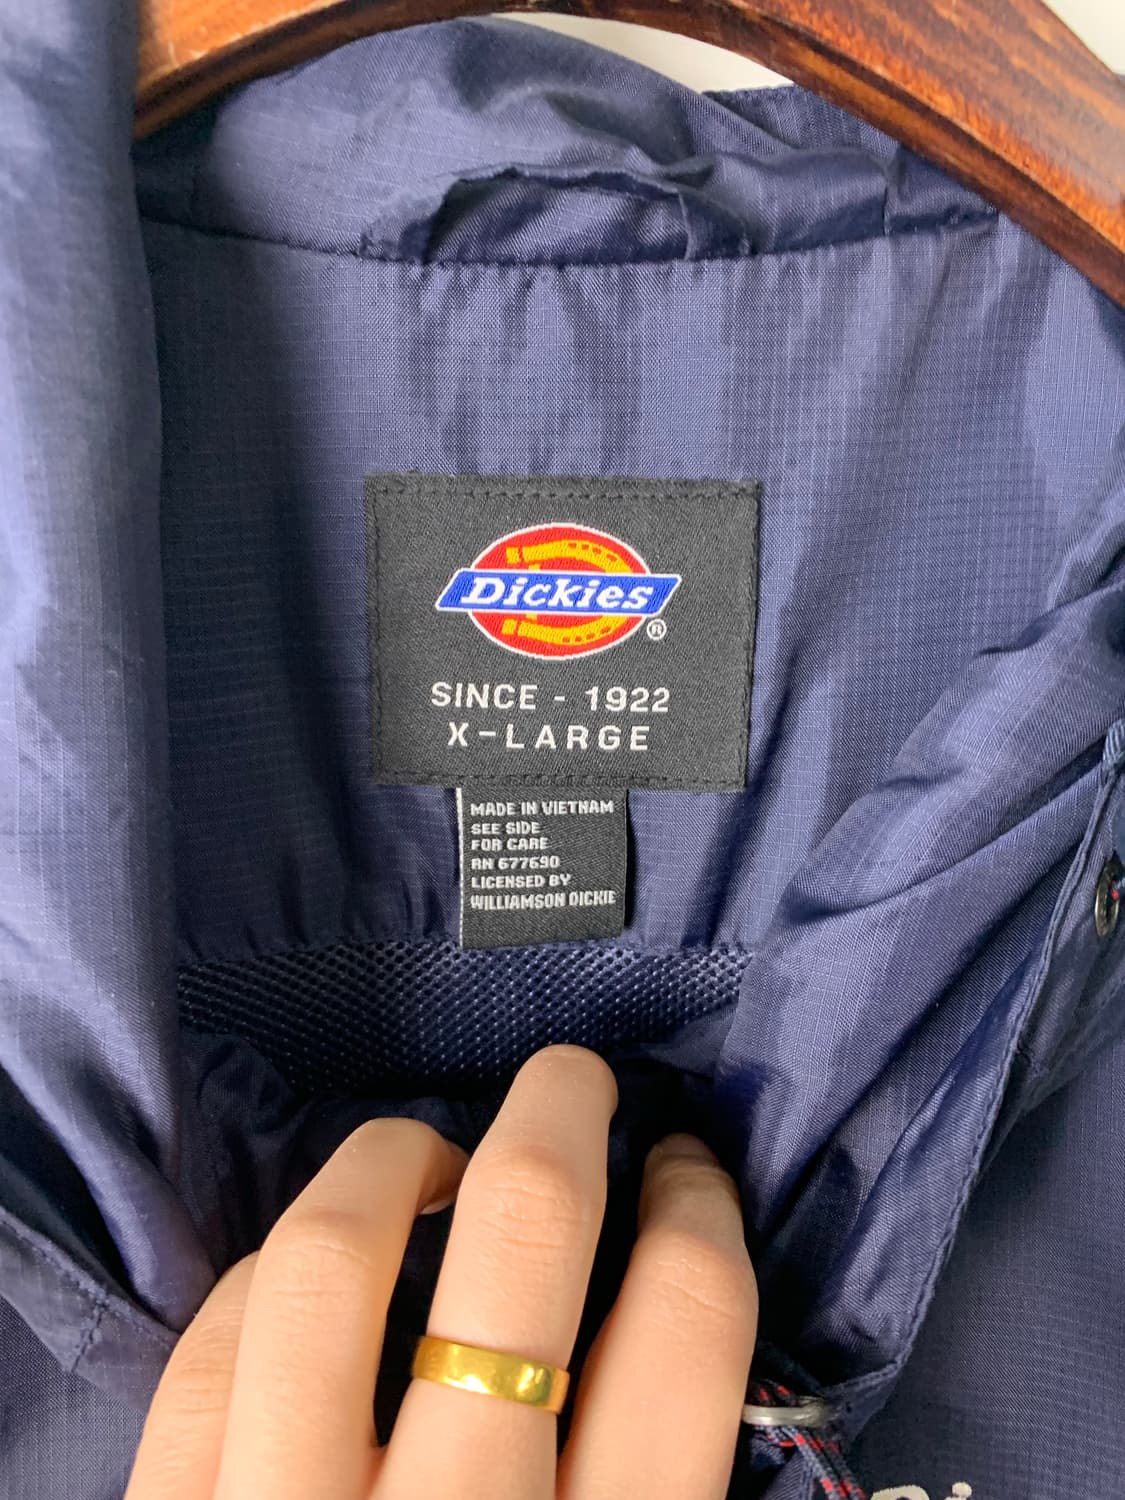 Dickies ®
SINCE - 1922
X-LARGE
MADE IN VIETNAM
SEE SIDE
FOR CARE
RN 677690
LICENSED BY
WILLIAMSON DICKIE